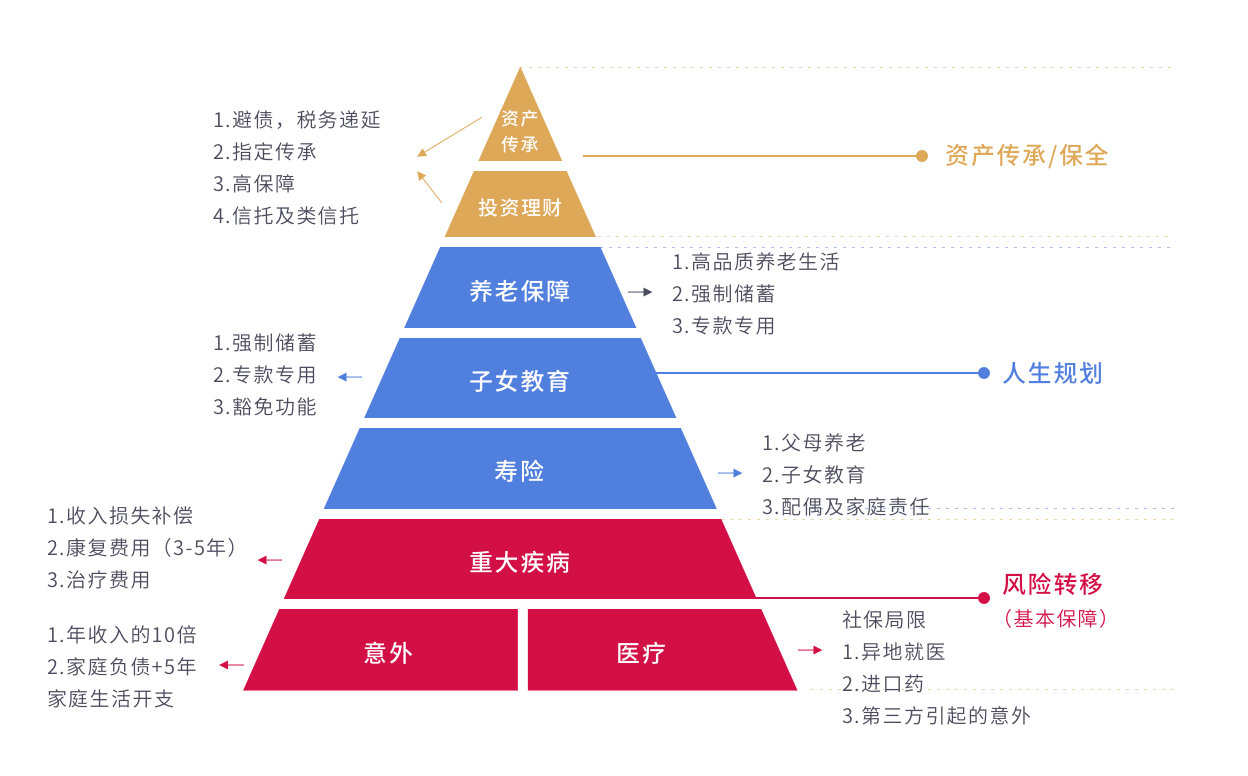 资产
传承
1.避债，税务递延
2.指定传承
3.高保障
4.信托及类信托
资产传承/保全
投资理财
养老保障
1.高品质养老生活
2.强制储蓄
3.专款专用
1.强制储蓄
2.专款专用
3.豁免功能
子女教育
人生规划
寿险
1.父母养老
2.子女教育
3.配偶及家庭责任
1.收入损失补偿
2.康复费用（3-5年）
3.治疗费用
重大疾病
风险转移
（基本保障）
1.年收入的10倍
2.家庭负债+5年
家庭生活开支
意外
医疗
社保局限
1.异地就医
2.进口药
3.第三方引起的意外